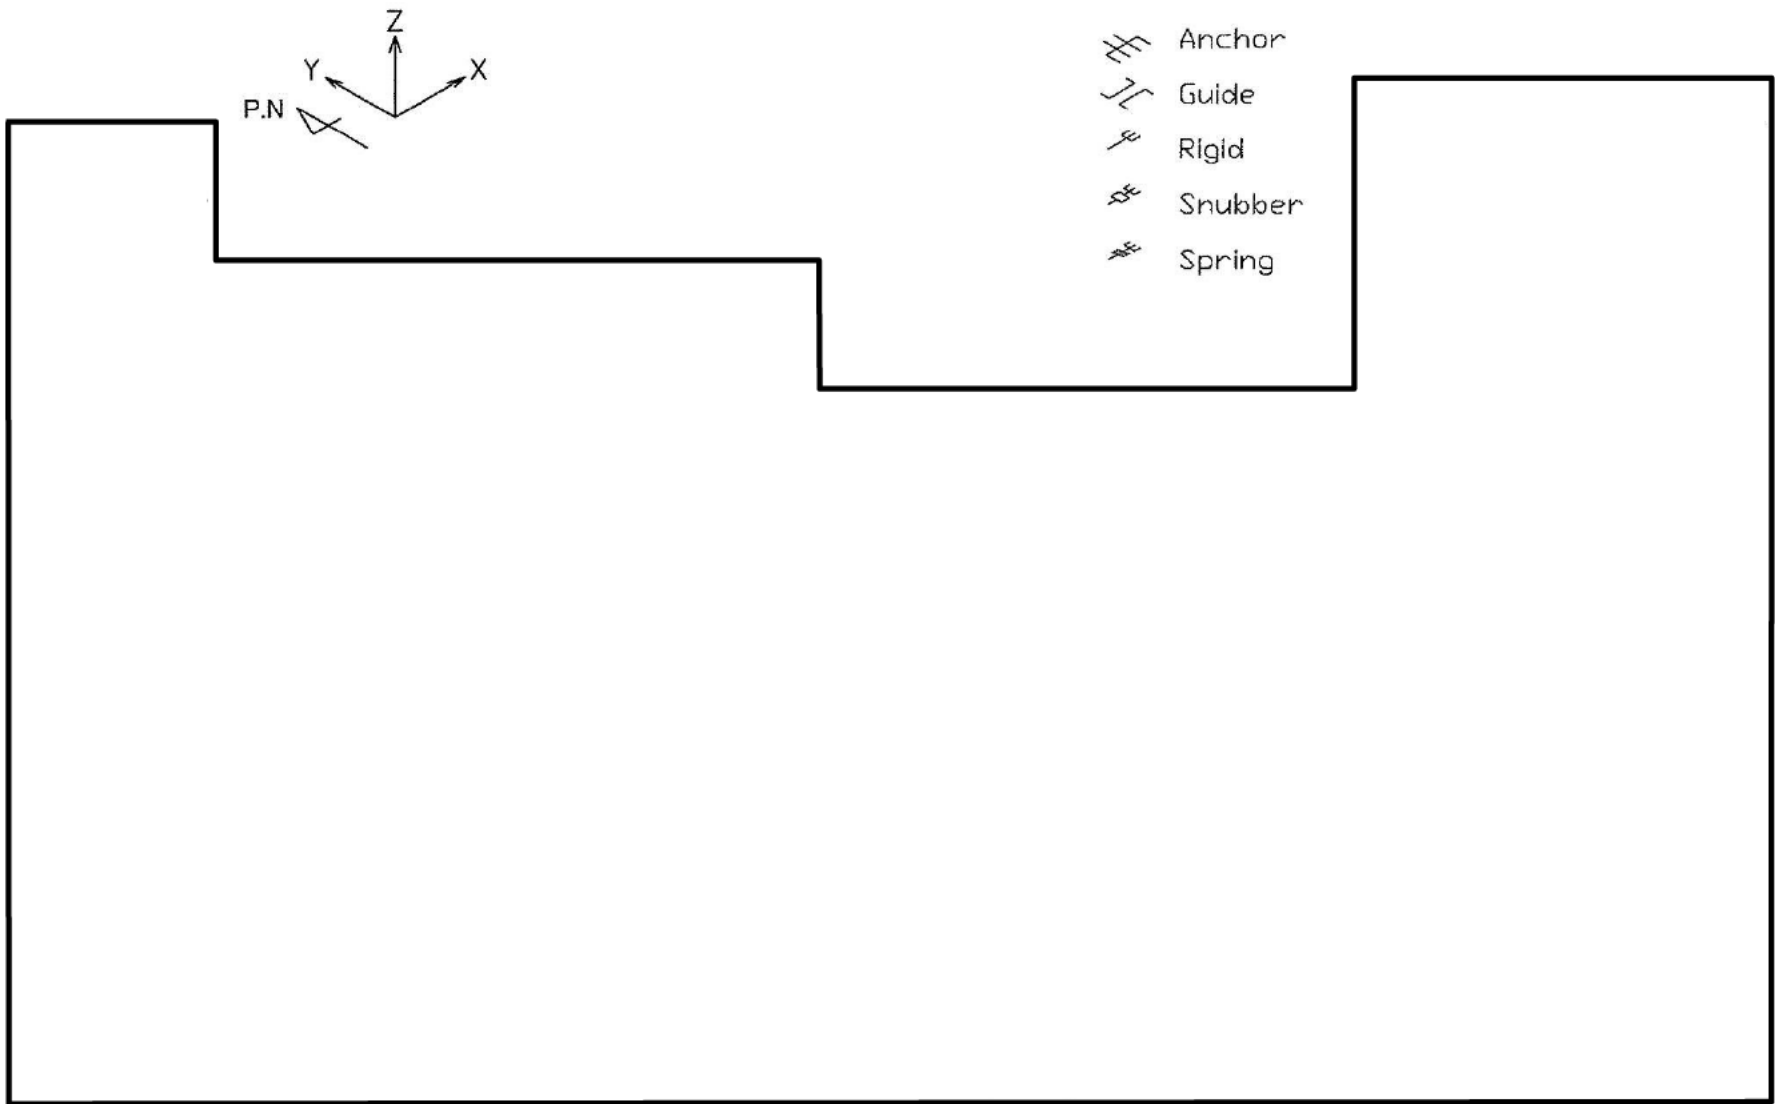 Z
Y
X
P.N
Anchor
Guide
Rigid
Snubber
Spring